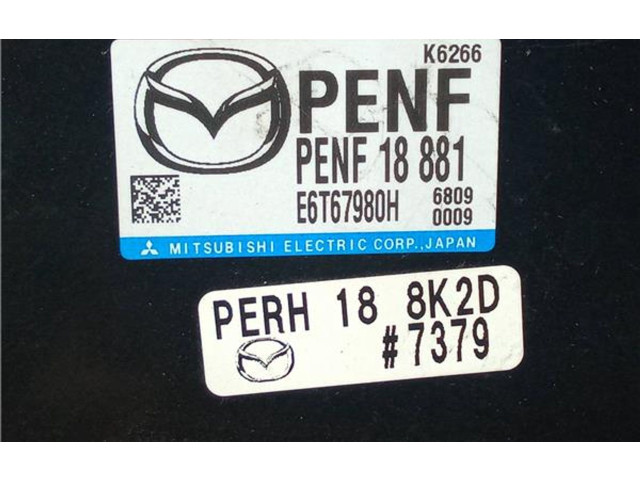 K6266
PENF
PENF 18 881
E6T67980H 6809
0009
MITSUBISHI ELECTRIC CORP., JAPAN
PERH 18 8K2D
#7379